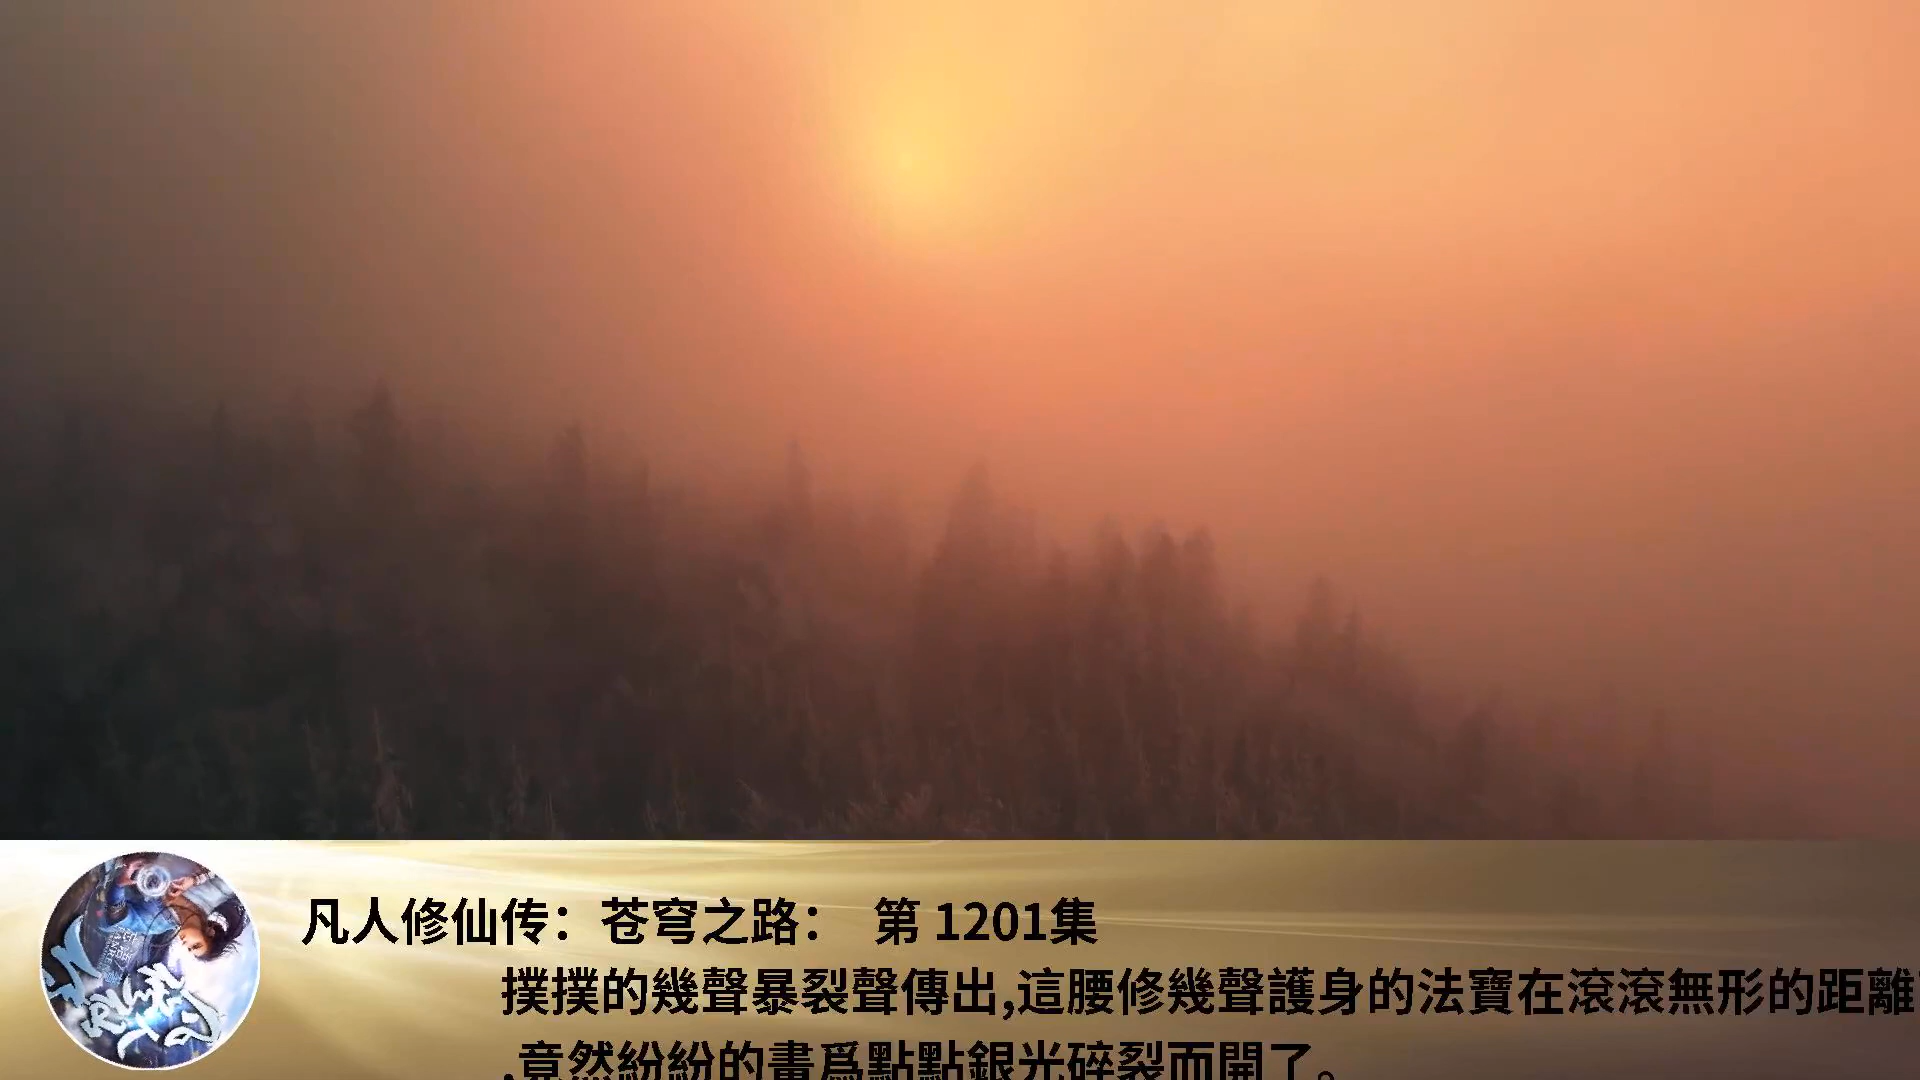 凡人修仙传：苍穹之路： 第 1201集
撲撲的幾聲暴裂聲傳出,這腰修幾聲護身的法寶在滾滾無形的距離
,竟然紛紛的畫爲點點銀光碎裂而開了。